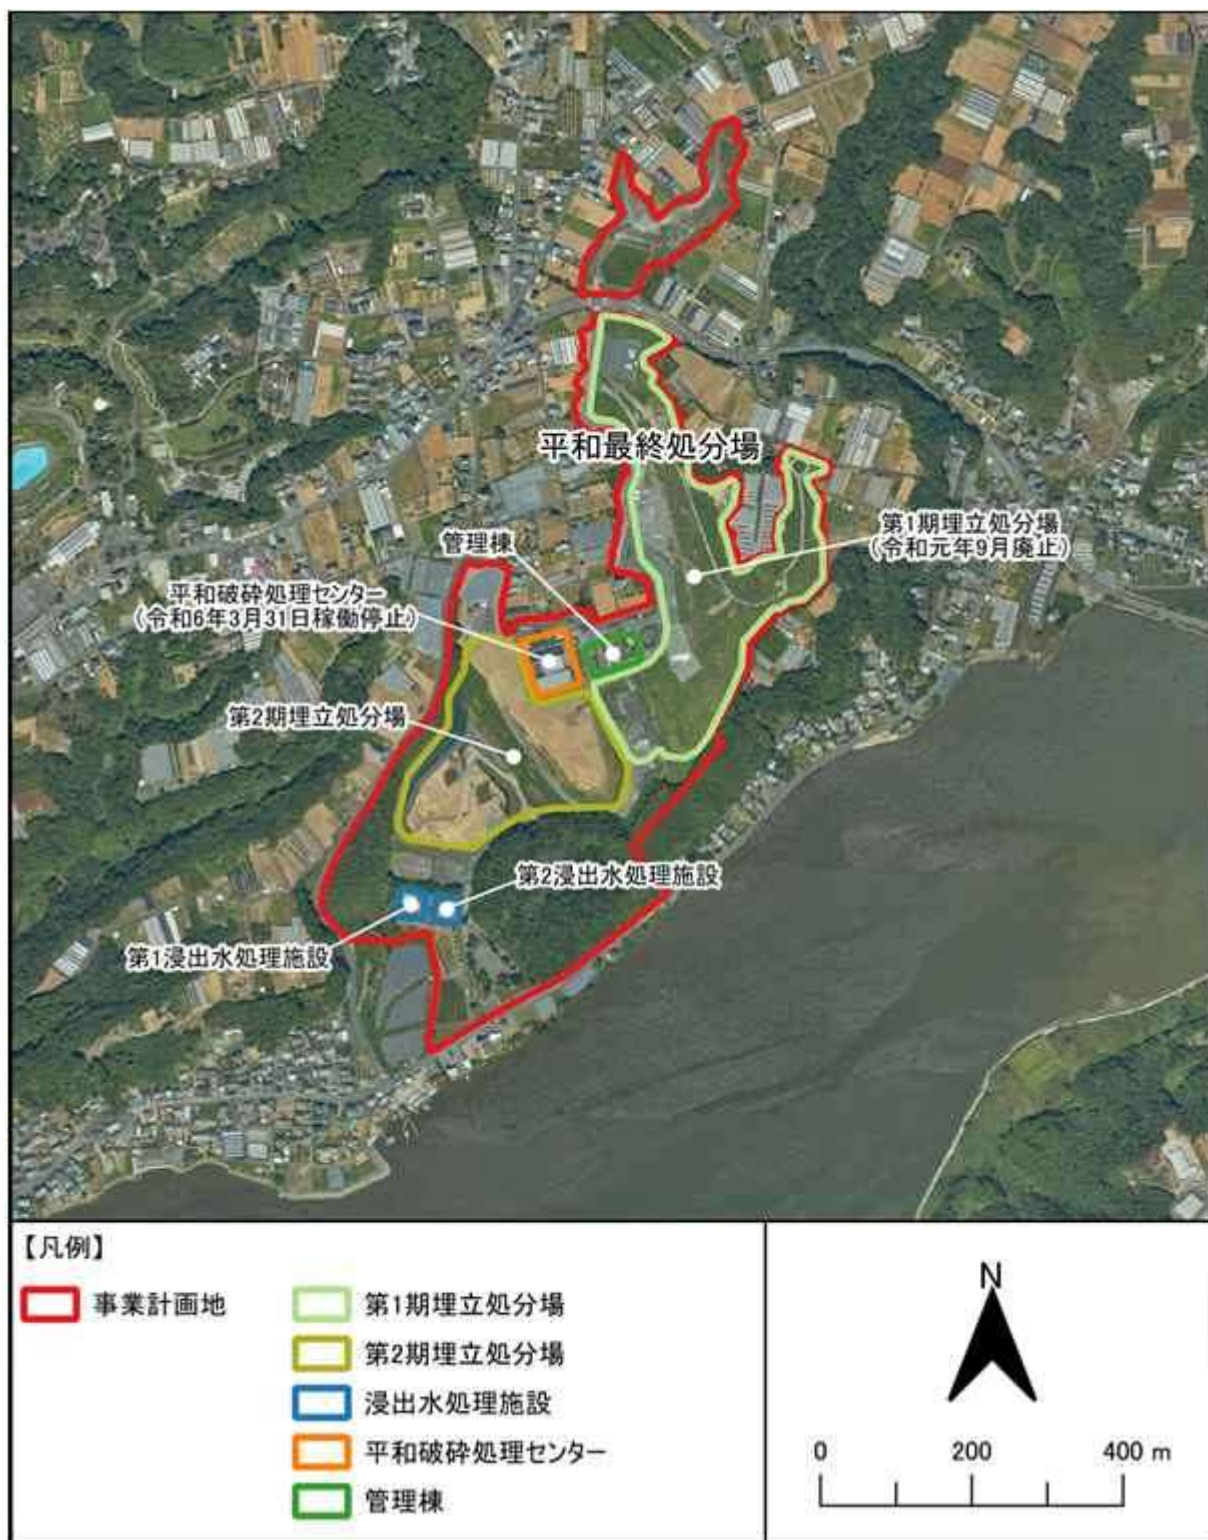 平和最終処分場
第1期埋立処分場
(令和元年9月廃止)
管理棟
平和破砕処理センター
(令和6年3月31日稼働停止)
第2期埋立処分場
第2浸出水処理施設
第1浸出水処理施設
【凡例】
事業計画地
第1期埋立処分場
第2期埋立処分場
浸出水処理施設
平和破砕処理センター
管理棟
N
0 200 400 m